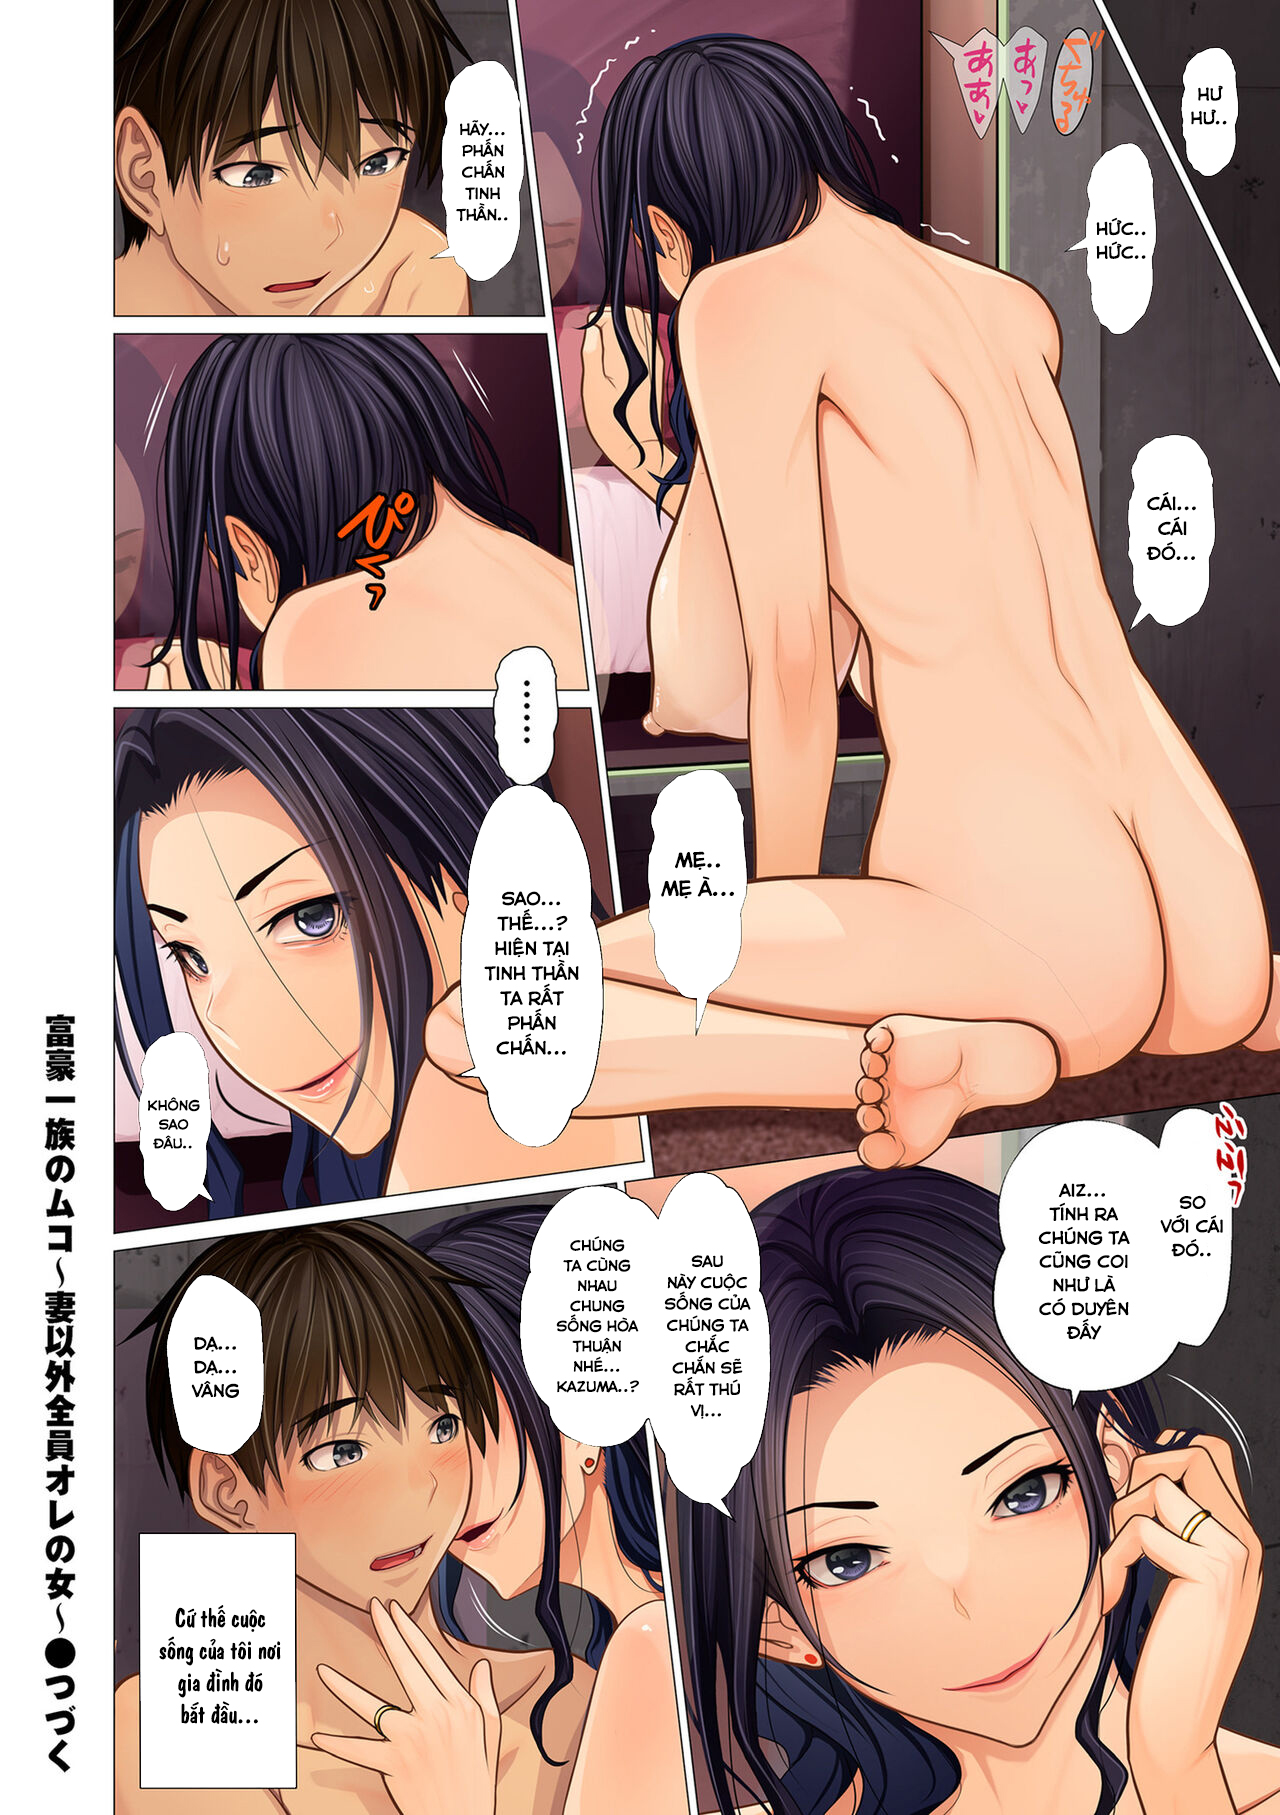 HƯ
HƯ..
ぐちゅる
あっ♥
ああ♥
HỨC..
HỨC..
CÁI...
CÁI
ĐÓ...
MẸ..
MẸ À...
HÃY...
PHẤN
CHẤN
TINH
THẦN..
ぴくっ
........
SAO...
THẾ...?
HIỆN TẠI
TINH THẦN
TA RẤT
PHẤN
CHẤN...
KHÔNG
SAO
ĐÂU..
SO
VỚI CÁI
ĐÓ..
AIZ...
TÍNH RA
CHÚNG TA
CŨNG COI
NHƯ LÀ
CÓ DUYÊN
ĐẤY
SAU
NÀY CUỘC
SỐNG CỦA
CHÚNG TA
CHẮC
CHẮN SẼ
RẤT THÚ
VỊ...
CHÚNG
TA CÙNG
NHAU
CHUNG
SỐNG HÒA
THUẬN
NHÉ...
KAZUMA..?
DẠ...
DẠ...
VÂNG
Cứ thế cuộc
sống của tôi nơi
gia đình đó
bắt đầu...
富豪一族のムコ～妻以外全員オレの女～●つづく